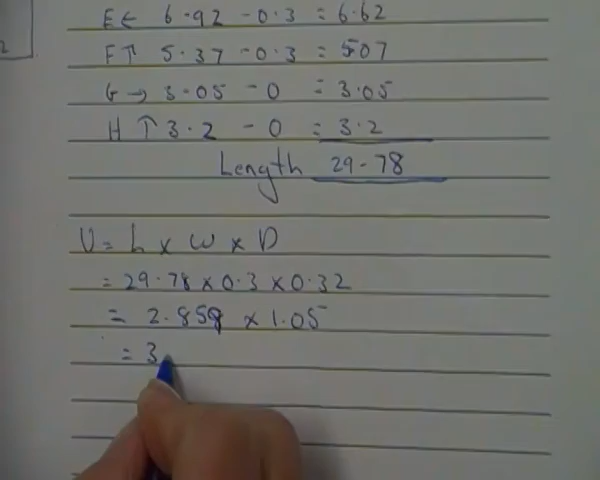 E← 6.92 - 0.3 = 6.62
F↑ 5.37 - 0.3 = 507
G→ 3.05 - 0 = 3.05
H↑ 3.2 - 0 = 3.2
Length 29.78
V = L x W x D
= 29.78 x 0.3 x 0.32
= 2.859 x 1.05
= 3.